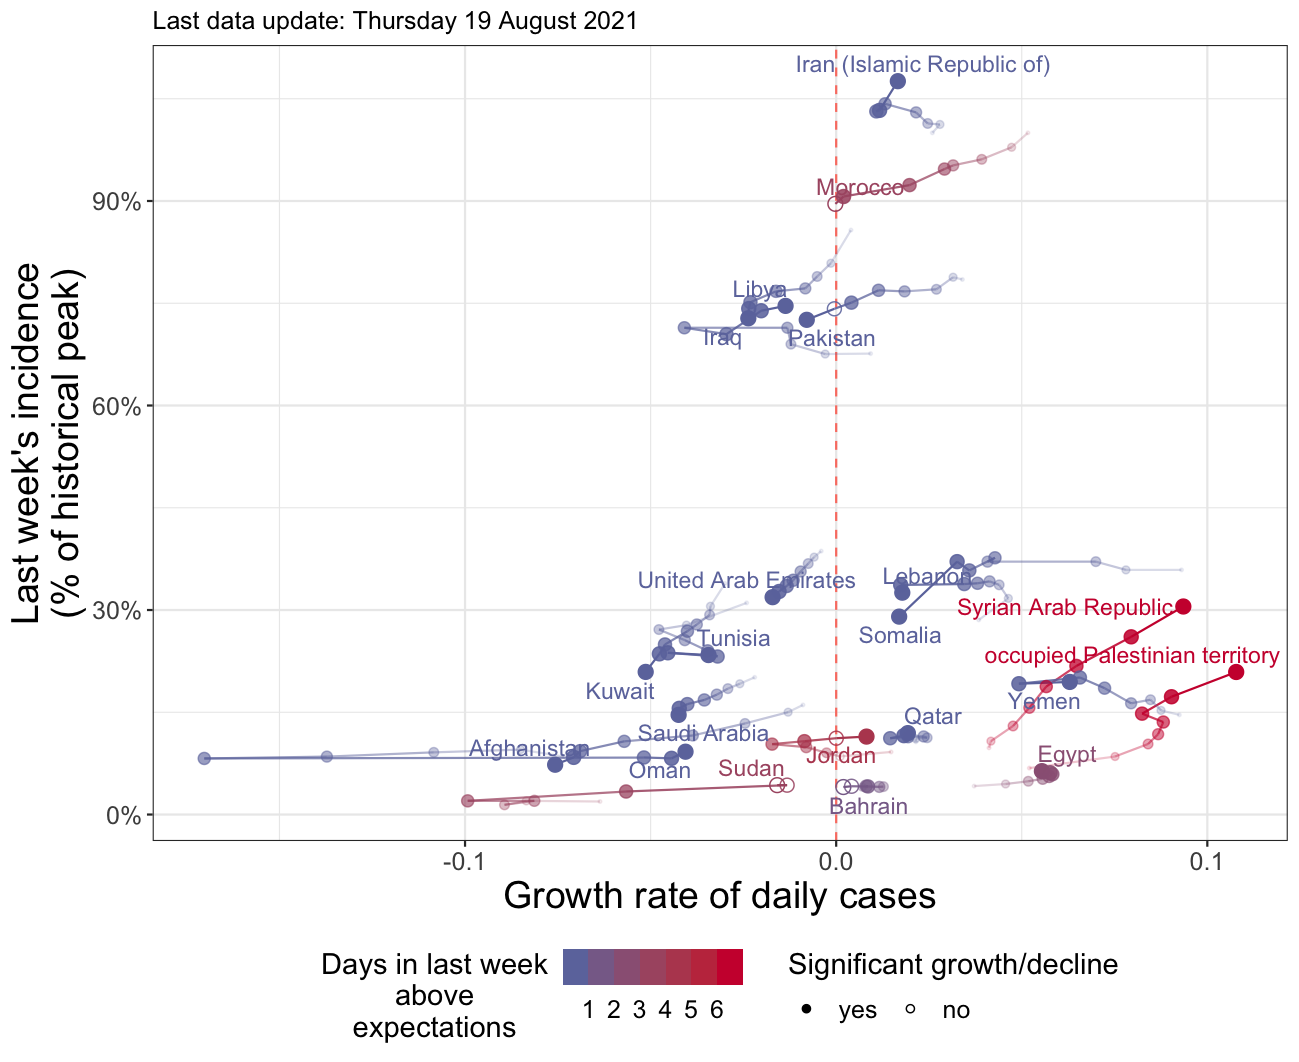 Last data update: Thursday 19 August 2021
Iran (Islamic Republic of)
Morocco
90%
Libya
Iraq
Pakistan
60%
Last week's incidence
(% of historical peak)
United Arab Emirates
Lebanon
30%
Syrian Arab Republic
Tunisia
Somalia
occupied Palestinian territory
Kuwait
Yemen
Qatar
Saudi Arabia
Afghanistan
Jordan
Egypt
Oman
Sudan
Bahrain
0%
-0.1
0.0
0.1
Growth rate of daily cases
Days in last week
above
expectations
1 2 3 4 5 6
Significant growth/decline
yes
no